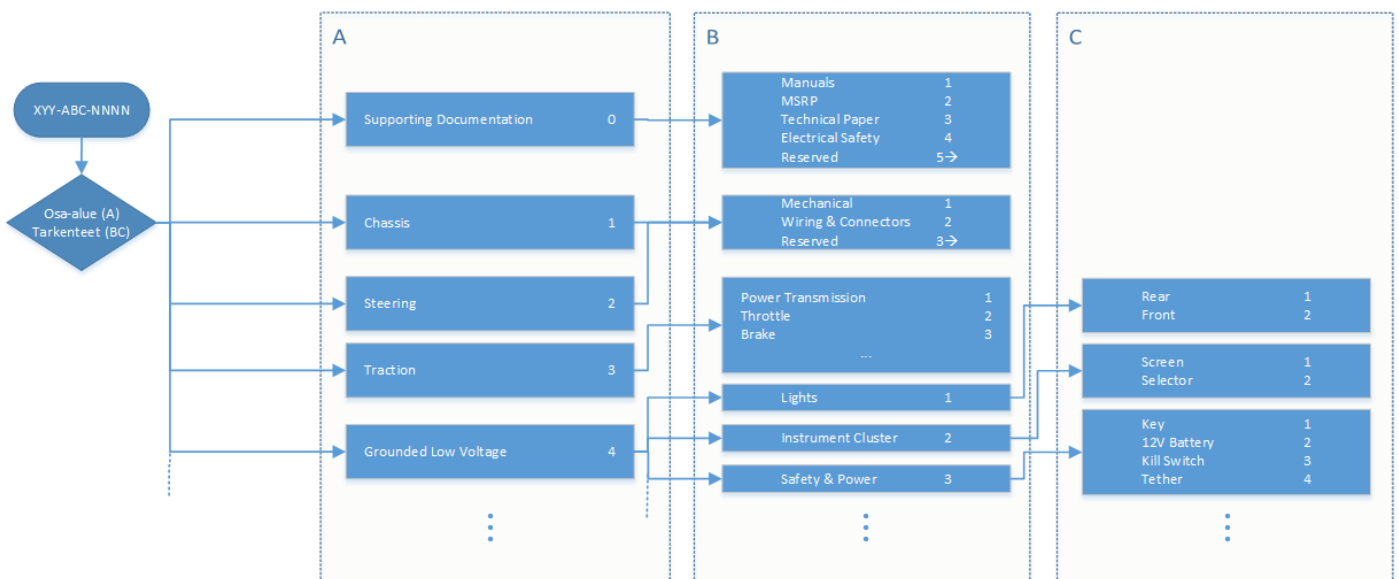 A
B
C
XYY-ABC-NNNN
Osa-alue (A)
Tarkenteet (BC)
Supporting Documentation 0
Chassis 1
Steering 2
Traction 3
Grounded Low Voltage 4
Manuals 1
MSRP 2
Technical Paper 3
Electrical Safety 4
Reserved 5→
Mechanical 1
Wiring & Connectors 2
Reserved 3→
Power Transmission 1
Throttle 2
Brake 3
...
Lights 1
Instrument Cluster 2
Safety & Power 3
Rear 1
Front 2
Screen 1
Selector 2
Key 1
12V Battery 2
Kill Switch 3
Tether 4